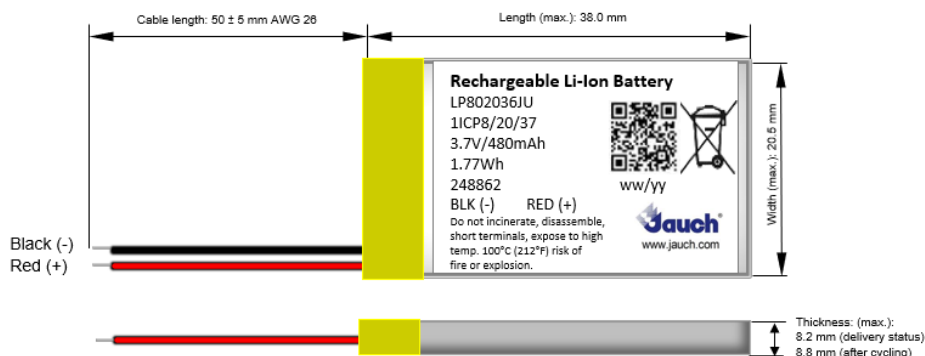 Cable length: 50 ± 5 mm AWG 26
Length (max.): 38.0 mm
Rechargeable Li-Ion Battery
LP802036JU
1ICP8/20/37
3.7V/480mAh
1.77Wh
248862
ww/yy
BLK (-) RED (+)
Do not incinerate, disassemble,
short terminals, expose to high
temp. 100°C (212°F) risk of
fire or explosion.
Jauch
www.jauch.com
Width (max.): 20.5 mm
Black (-)
Red (+)
Thickness: (max.):
8.2 mm (delivery status)
8.8 mm (after cycling)